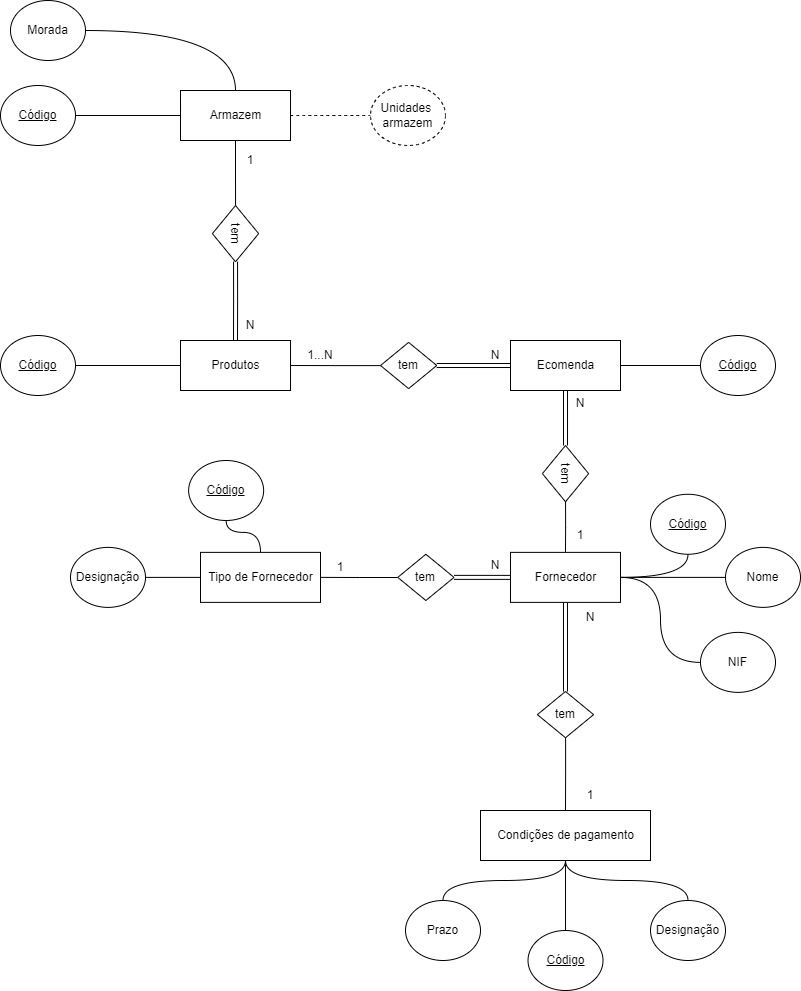 Morada
Código
Armazem
Unidades
armazem
1
tem
N
Código
Produtos
1...N
tem
N
Ecomenda
Código
N
tem
1
Código
Código
Designação
Tipo de Fornecedor
1
tem
N
Fornecedor
Nome
N
NIF
tem
1
Condições de pagamento
Prazo
Código
Designação